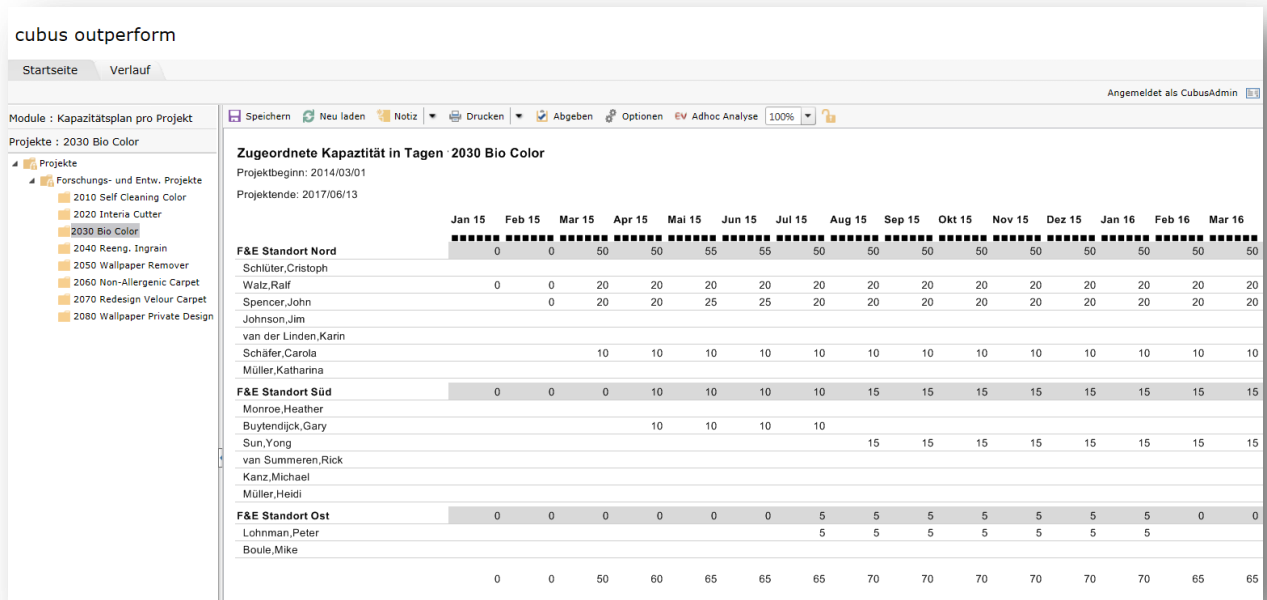 cubus outperform
Startseite Verlauf
Angemeldet als CubusAdmin
Module : Kapazitätsplan pro Projekt
Projekte : 2030 Bio Color
Projekte
Forschungs- und Entw. Projekte
2010 Self Cleaning Color
2020 Interia Cutter
2030 Bio Color
2040 Reeng. Ingrain
2050 Wallpaper Remover
2060 Non-Allergenic Carpet
2070 Redesign Velour Carpet
2080 Wallpaper Private Design
Speichern Neu laden Notiz Drucken Abgeben Optionen EV Adhoc Analyse 100%
Zugeordnete Kapaztität in Tagen 2030 Bio Color
Projektbeginn: 2014/03/01
Projektende: 2017/06/13
Jan 15 Feb 15 Mar 15 Apr 15 Mai 15 Jun 15 Jul 15 Aug 15 Sep 15 Okt 15 Nov 15 Dez 15 Jan 16 Feb 16 Mar 16
F&E Standort Nord 0 0 50 50 55 55 50 50 50 50 50 50 50 50 50
Schlüter,Cristoph
Walz,Ralf 0 0 20 20 20 20 20 20 20 20 20 20 20 20 20
Spencer,John 0 20 20 25 25 20 20 20 20 20 20 20 20 20
Johnson,Jim
van der Linden,Karin
Schäfer,Carola 10 10 10 10 10 10 10 10 10 10 10 10 10
Müller,Katharina
F&E Standort Süd 0 0 0 10 10 10 10 15 15 15 15 15 15 15 15
Monroe,Heather
Buytendijck,Gary 10 10 10 10
Sun,Yong 15 15 15 15 15 15 15 15
van Summeren,Rick
Kanz,Michael
Müller,Heidi
F&E Standort Ost 0 0 0 0 0 0 5 5 5 5 5 5 5 0 0
Lohnman,Peter 5 5 5 5 5 5 5
Boule,Mike
0 0 50 60 65 65 65 70 70 70 70 70 70 65 65